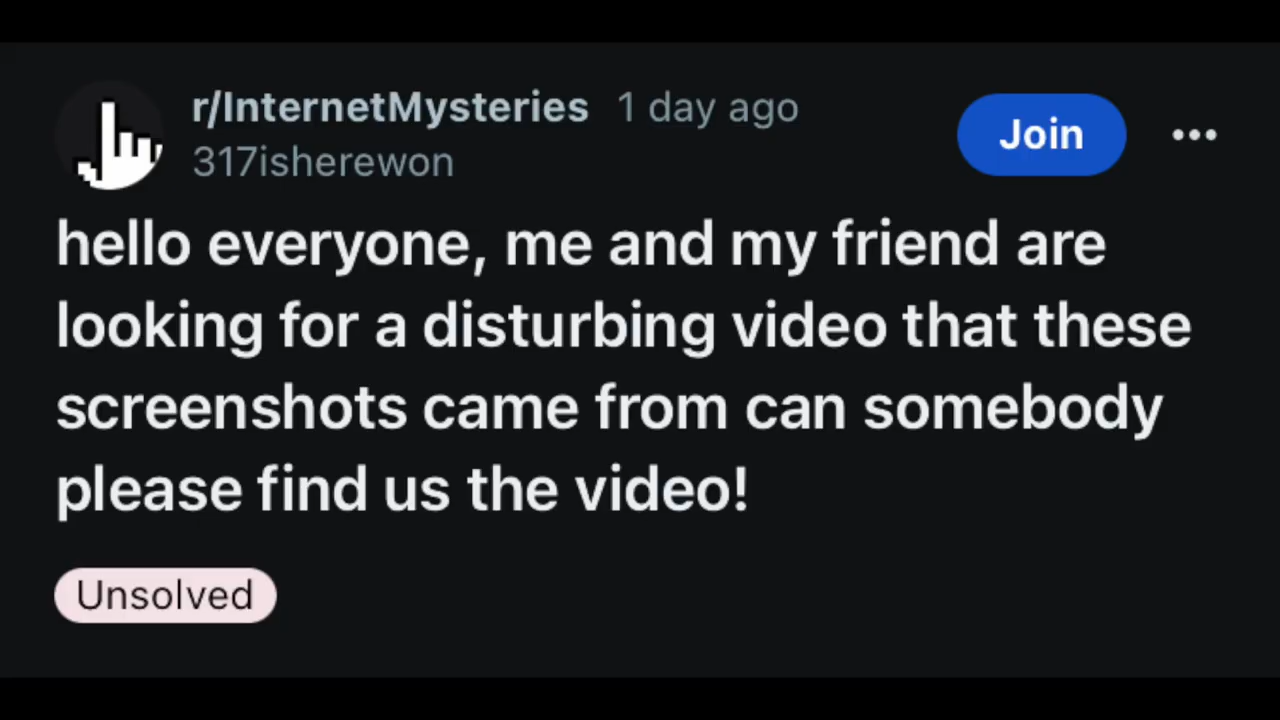 r/InternetMysteries 1 day ago
317isherewon
Join
hello everyone, me and my friend are
looking for a disturbing video that these
screenshots came from can somebody
please find us the video!
Unsolved